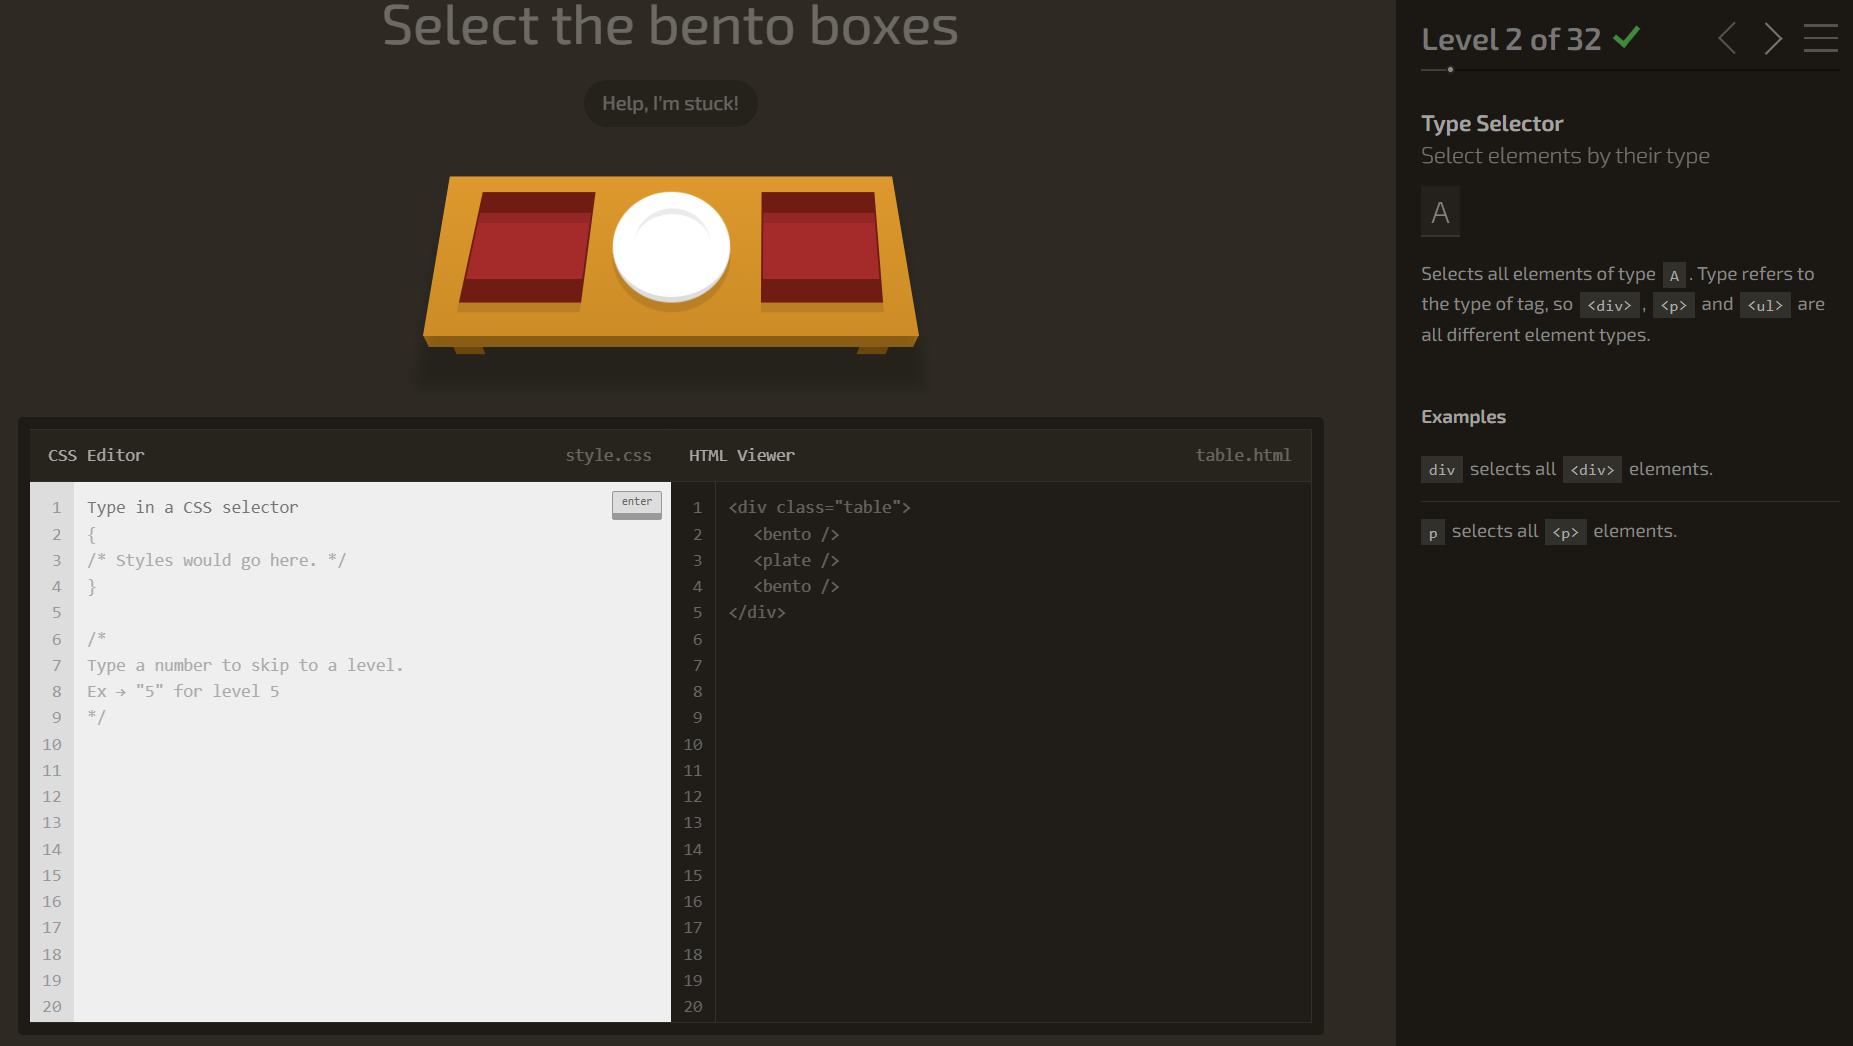 Select the bento boxes
Help, I'm stuck!
CSS Editor
style.css
1 Type in a CSS selector
enter
2 {
3 /* Styles would go here. */
4 }
5
6 /*
7 Type a number to skip to a level.
8 Ex → "5" for level 5
9 */
10
11
12
13
14
15
16
17
18
19
20
HTML Viewer
table.html
1 <div class="table">
2 <bento />
3 <plate />
4 <bento />
5 </div>
6
7
8
9
10
11
12
13
14
15
16
17
18
19
20
Level 2 of 32
Type Selector
Select elements by their type
A
Selects all elements of type A. Type refers to
the type of tag, so <div>, <p> and <ul> are
all different element types.
Examples
div selects all <div> elements.
p selects all <p> elements.